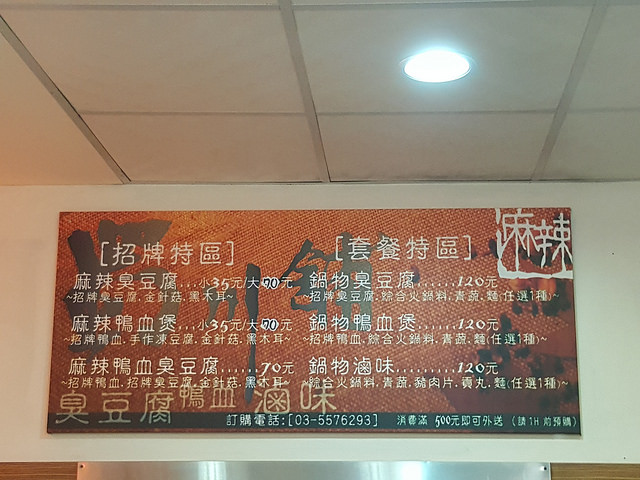 麻辣
[招牌特區]
麻辣臭豆腐...小35元/大70元
~招牌臭豆腐.金針菇.黑木耳~
麻辣鴨血煲...小35元/大70元
~招牌鴨血.手作凍豆腐.金針菇.黑木耳~
麻辣鴨血臭豆腐......70元
~招牌鴨血.招牌臭豆腐.金針菇.黑木耳~
[套餐特區]
鍋物臭豆腐......120元
~招牌臭豆腐.綜合火鍋料.青蔬.麵(任選1種)~
鍋物鴨血煲......120元
~招牌鴨血.綜合火鍋料.青蔬.麵(任選1種)~
鍋物滷味......120元
~綜合火鍋料.青蔬.豬肉片.貢丸.麵(任選1種)~
臭豆腐鴨血滷味
訂購電話:[03-5576293] 消費滿 500元即可外送 (請1H前預購)